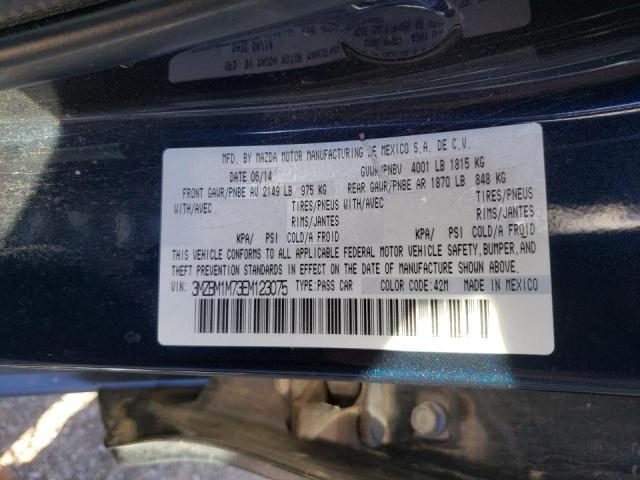 MFD. BY MAZDA MOTOR MANUFACTURING DE MEXICO S.A. DE C.V.
DATE 06/14 GVWR/PNBV 4001 LB 1815 KG
FRONT GAWR/PNBE AV 2149 LB 975 KG REAR GAWR/PNBE AR 1870 LB 848 KG
WITH/AVEC TIRES/PNEUS WITH/AVEC TIRES/PNEUS
RIMS/JANTES RIMS/JANTES
KPA/ PSI COLD/A FROID KPA/ PSI COLD/A FROID
THIS VEHICLE CONFORMS TO ALL APPLICABLE FEDERAL MOTOR VEHICLE SAFETY, BUMPER, AND
THEFT PREVENTION STANDARDS IN EFFECT ON THE DATE OF MANUFACTURE SHOWN ABOVE.
VIN: 3MZBM1M73EM123075 TYPE:PASS CAR COLOR CODE:42M MADE IN MEXICO